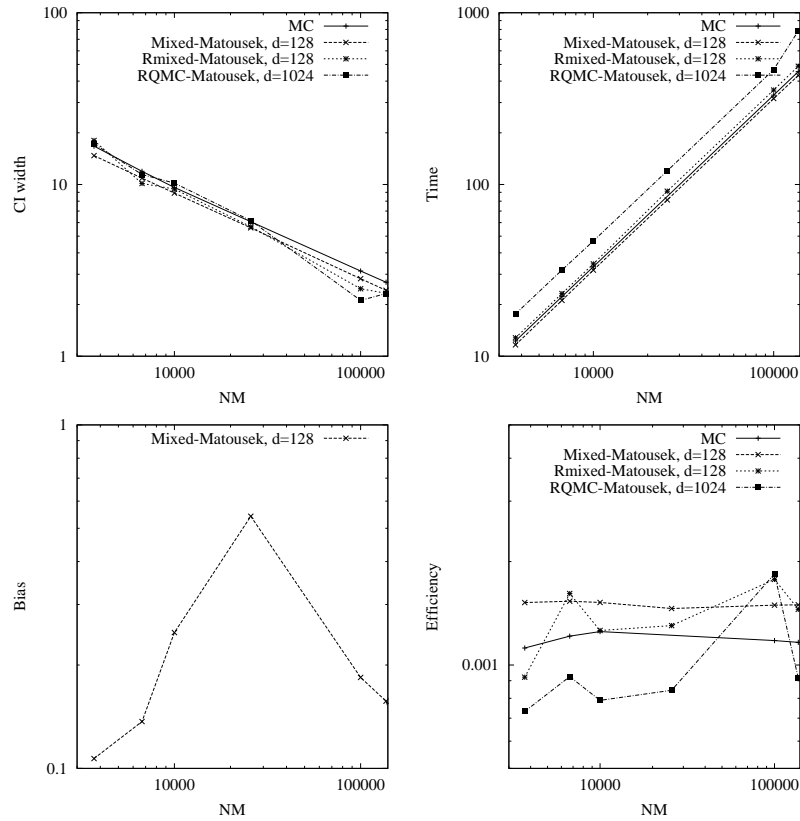 100
10
1
CI width
10000
100000
NM
MC
Mixed-Matousek, d=128
Rmixed-Matousek, d=128
RQMC-Matousek, d=1024
1000
100
10
Time
10000
100000
NM
MC
Mixed-Matousek, d=128
Rmixed-Matousek, d=128
RQMC-Matousek, d=1024
1
0.1
Bias
10000
100000
NM
Mixed-Matousek, d=128
0.001
Efficiency
10000
100000
NM
MC
Mixed-Matousek, d=128
Rmixed-Matousek, d=128
RQMC-Matousek, d=1024